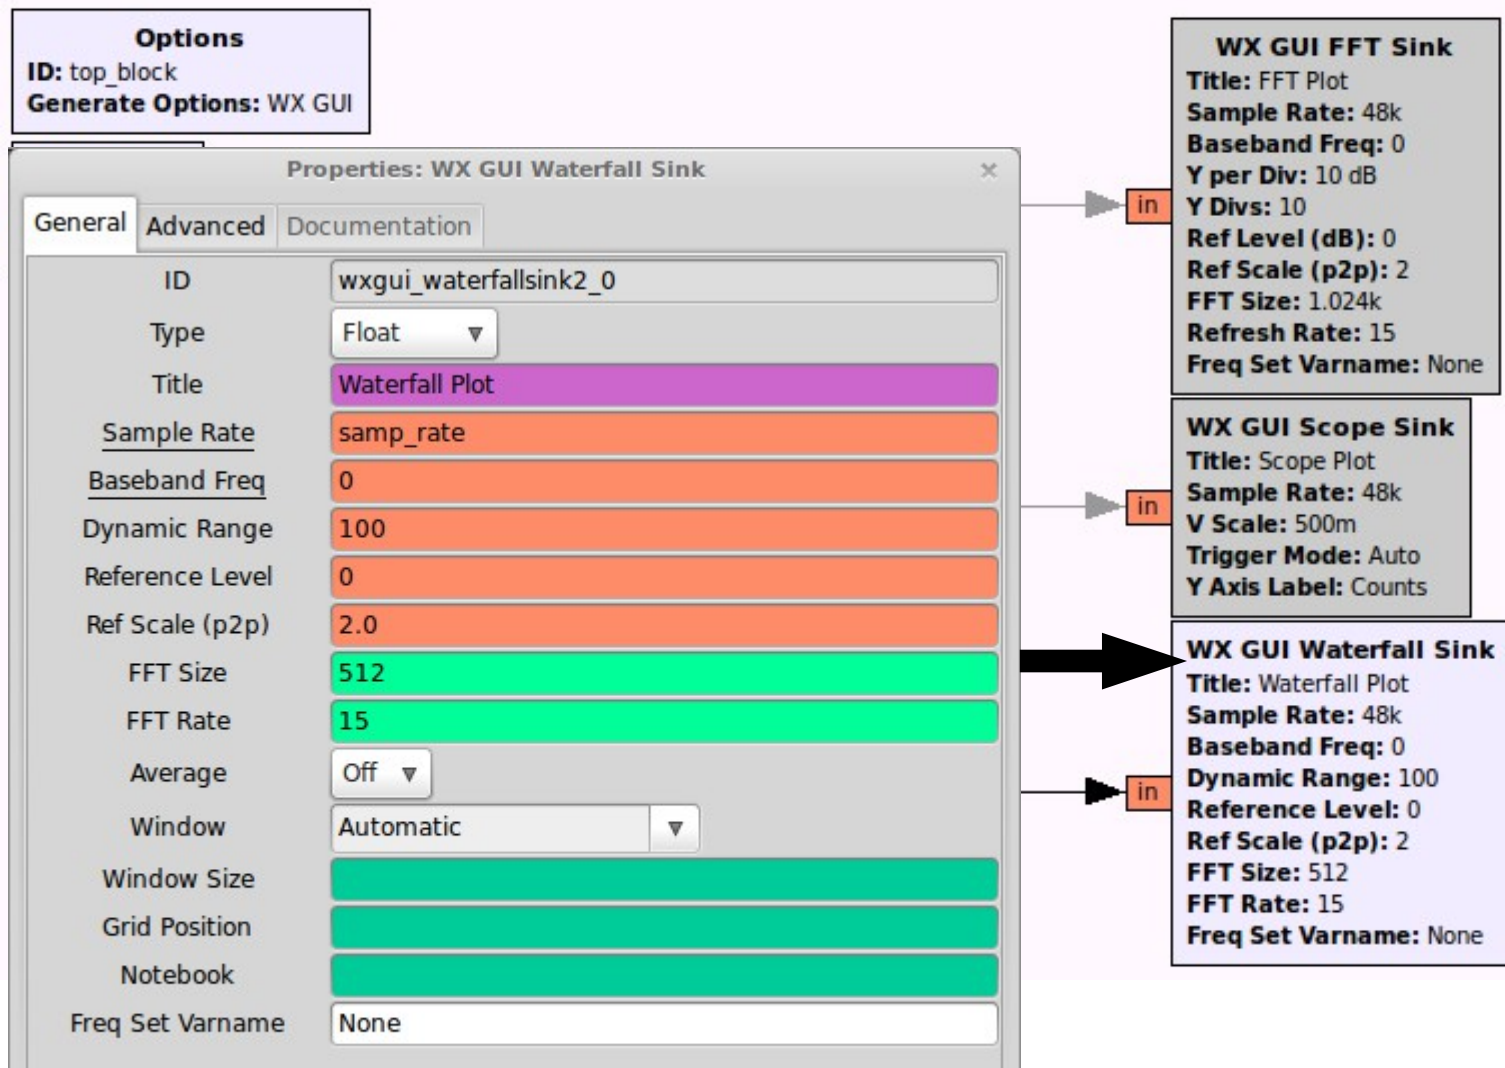 Options
ID: top_block
Generate Options: WX GUI
Properties: WX GUI Waterfall Sink
General Advanced Documentation
ID wxgui_waterfallsink2_0
Type Float
Title Waterfall Plot
Sample Rate samp_rate
Baseband Freq 0
Dynamic Range 100
Reference Level 0
Ref Scale (p2p) 2.0
FFT Size 512
FFT Rate 15
Average Off
Window Automatic
Window Size
Grid Position
Notebook
Freq Set Varname None
in
WX GUI FFT Sink
Title: FFT Plot
Sample Rate: 48k
Baseband Freq: 0
Y per Div: 10 dB
Y Divs: 10
Ref Level (dB): 0
Ref Scale (p2p): 2
FFT Size: 1.024k
Refresh Rate: 15
Freq Set Varname: None
in
WX GUI Scope Sink
Title: Scope Plot
Sample Rate: 48k
V Scale: 500m
Trigger Mode: Auto
Y Axis Label: Counts
in
WX GUI Waterfall Sink
Title: Waterfall Plot
Sample Rate: 48k
Baseband Freq: 0
Dynamic Range: 100
Reference Level: 0
Ref Scale (p2p): 2
FFT Size: 512
FFT Rate: 15
Freq Set Varname: None